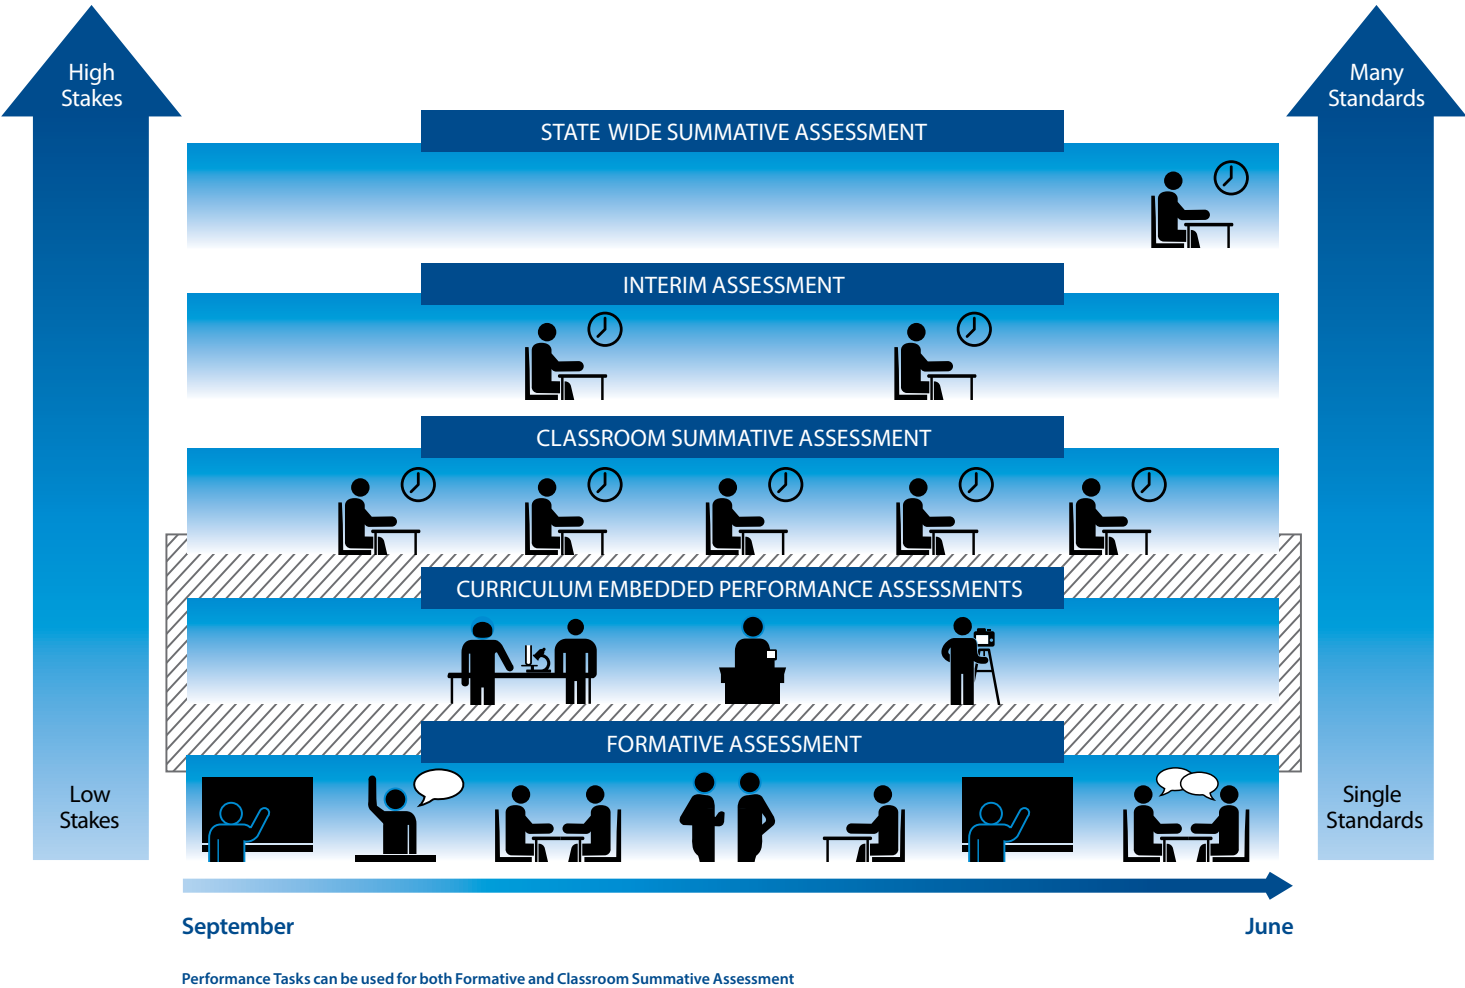 High
Stakes
Many
Standards
STATE WIDE SUMMATIVE ASSESSMENT
INTERIM ASSESSMENT
CLASSROOM SUMMATIVE ASSESSMENT
CURRICULUM EMBEDDED PERFORMANCE ASSESSMENTS
FORMATIVE ASSESSMENT
Low
Stakes
Single
Standards
September
June
Performance Tasks can be used for both Formative and Classroom Summative Assessment